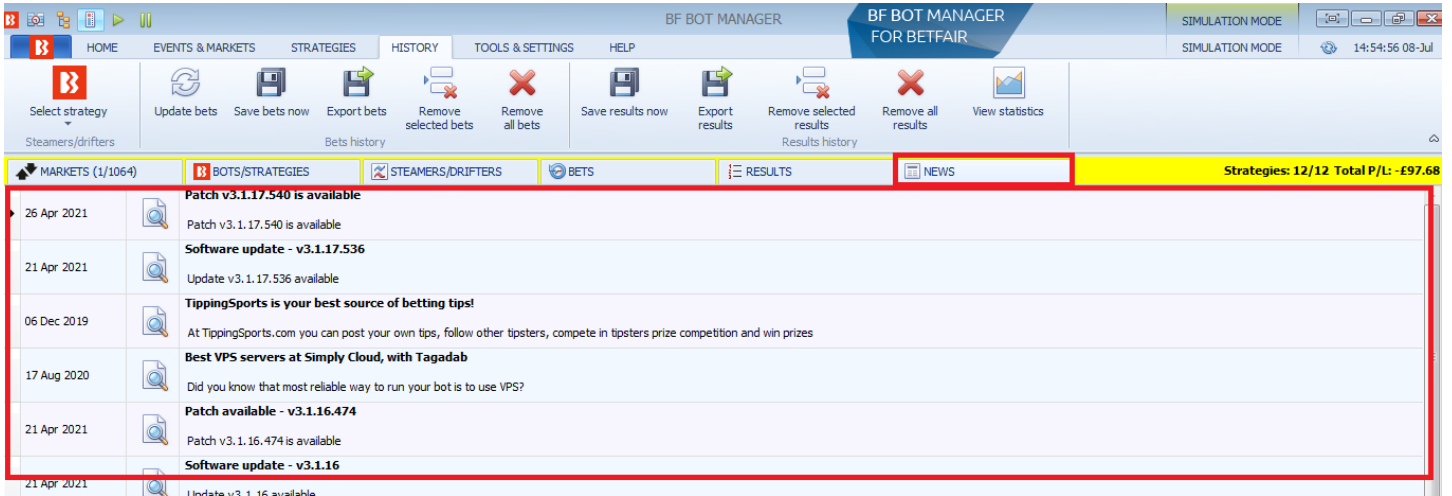 BF BOT MANAGER
BF BOT MANAGER
FOR BETFAIR
SIMULATION MODE
HOME
EVENTS & MARKETS
STRATEGIES
HISTORY
TOOLS & SETTINGS
HELP
SIMULATION MODE
14:54:56 08-Jul
Select strategy
Update bets
Save bets now
Export bets
Remove
selected bets
Remove
all bets
Save results now
Export
results
Remove selected
results
Remove all
results
View statistics
Steamers/drifters
Bets history
Results history
MARKETS (1/1064)
BOTS/STRATEGIES
STEAMERS/DRIFTERS
BETS
RESULTS
NEWS
Strategies: 12/12 Total P/L: -£97.68
26 Apr 2021
Patch v3.1.17.540 is available
Patch v3.1.17.540 is available
21 Apr 2021
Software update - v3.1.17.536
Update v3.1.17.536 available
06 Dec 2019
TippingSports is your best source of betting tips!
At TippingSports.com you can post your own tips, follow other tipsters, compete in tipsters prize competition and win prizes
17 Aug 2020
Best VPS servers at Simply Cloud, with Tagadab
Did you know that most reliable way to run your bot is to use VPS?
21 Apr 2021
Patch available - v3.1.16.474
Patch v3.1.16.474 is available
21 Apr 2021
Software update - v3.1.16
Update v3.1.16 available